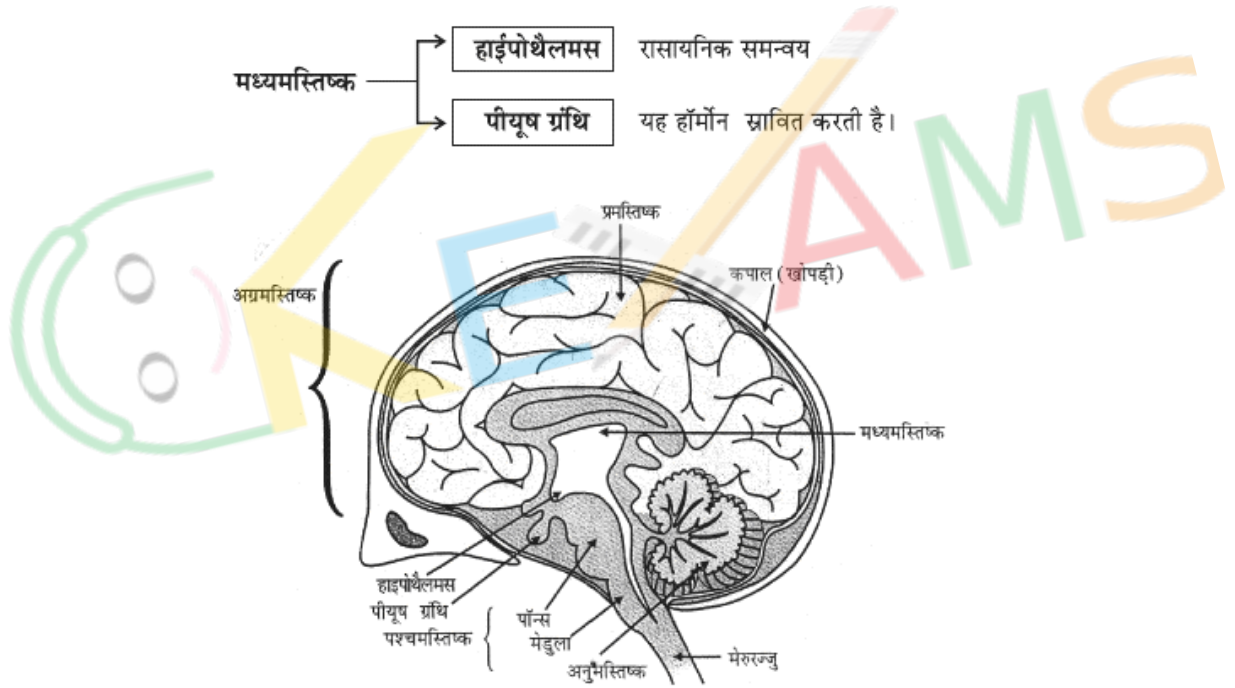 हाईपोथैलमस रासायनिक समन्वय
मध्यमस्तिष्क
पीयूष ग्रंथि यह हॉर्मोन स्रावित करती है।
प्रमस्तिष्क
कपाल (खोपड़ी)
अग्रमस्तिष्क
मध्यमस्तिष्क
हाइपोथैलमस
पीयूष ग्रंथि
पॉन्स
पश्चमस्तिष्क
मेडुला
मेरुरज्जु
अनुमस्तिष्क
KEXAMS